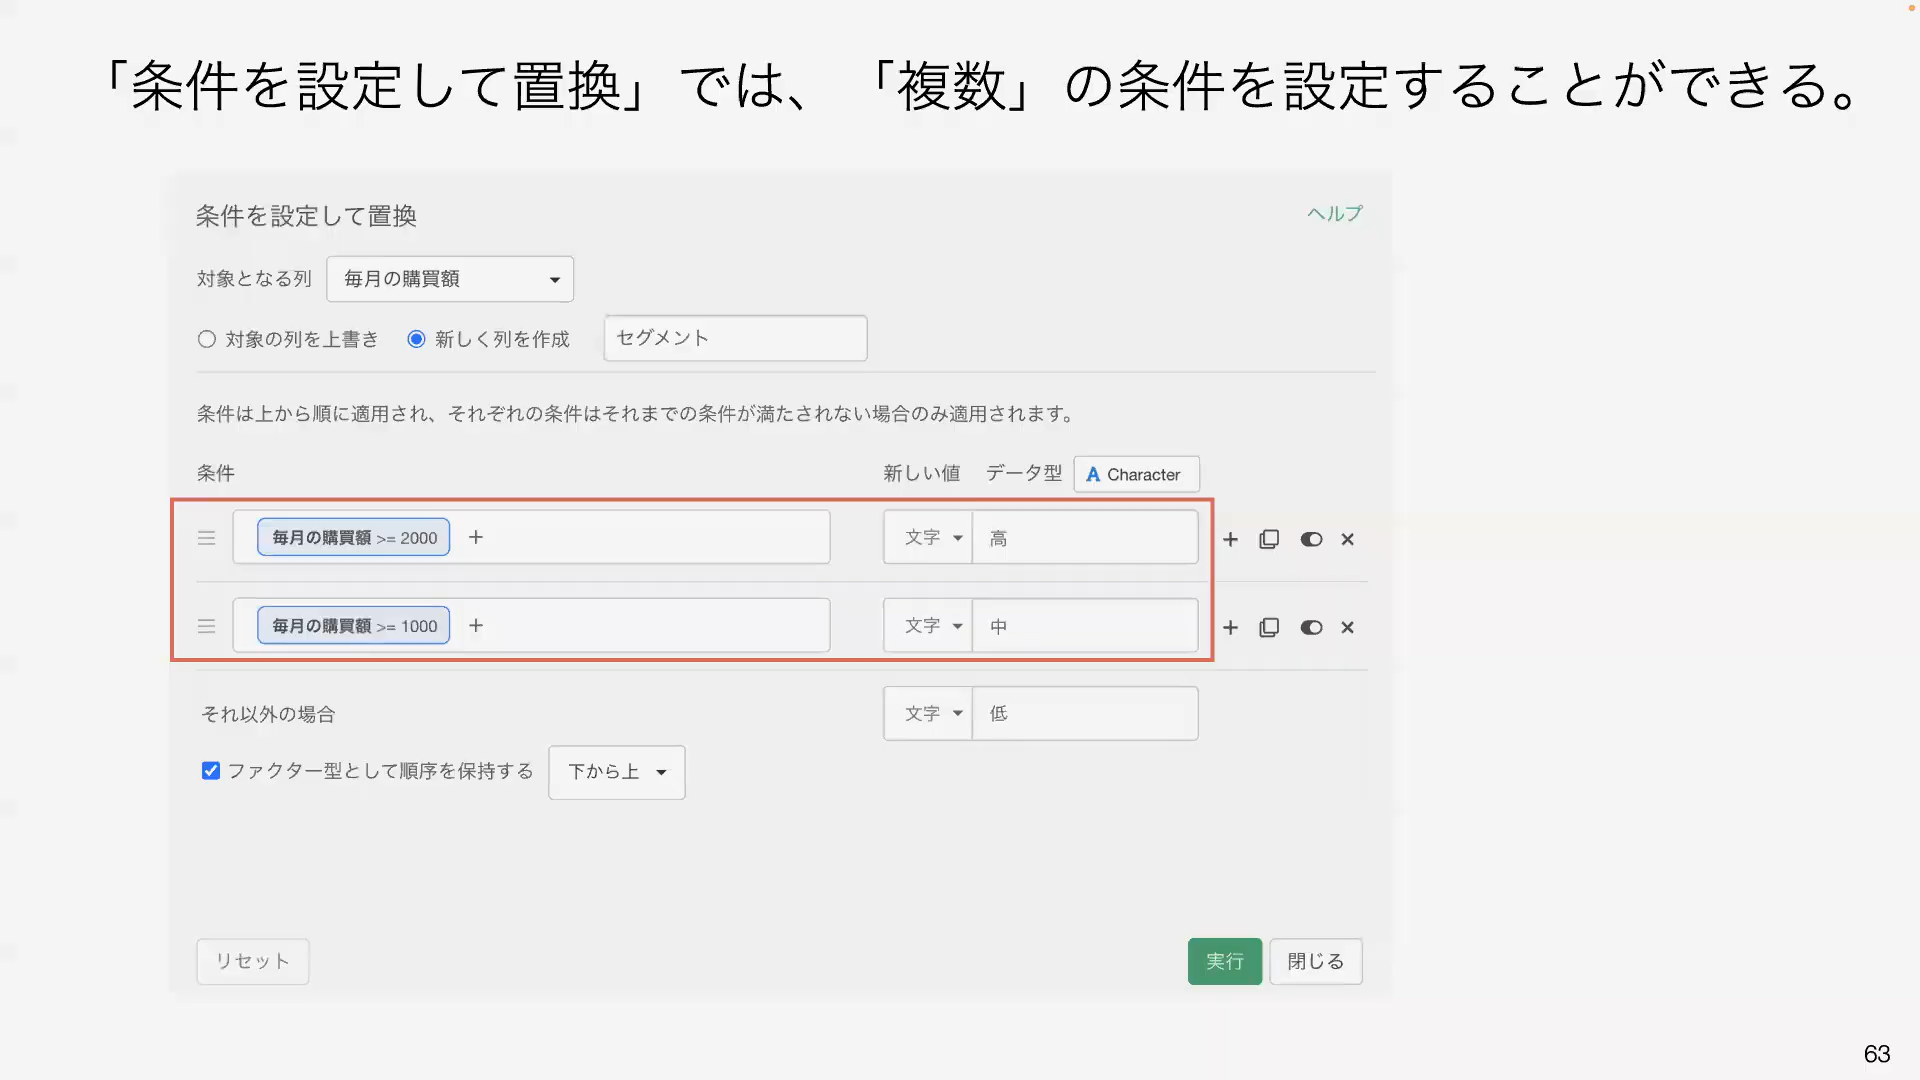 「条件を設定して置換」では、「複数」の条件を設定することができる。
条件を設定して置換
ヘルプ
対象となる列 毎月の購買額
対象の列を上書き 新しく列を作成 セグメント
条件は上から順に適用され、それぞれの条件はそれまでの条件が満たされない場合のみ適用されます。
条件 新しい値 データ型 A Character
毎月の購買額 >= 2000 + 文字 高
毎月の購買額 >= 1000 + 文字 中
それ以外の場合 文字 低
ファクター型として順序を保持する 下から上
リセット 実行 閉じる
63